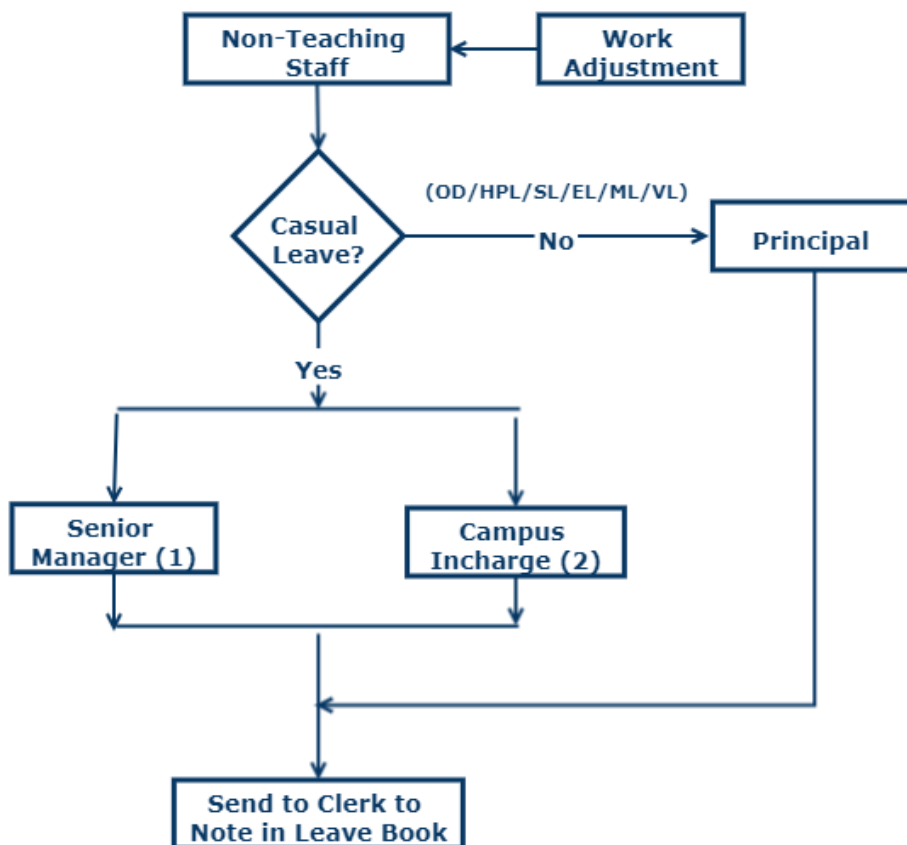 Non-Teaching
Staff
Work
Adjustment
Casual
Leave?
(OD/HPL/SL/EL/ML/VL)
No
Principal
Yes
Senior
Manager (1)
Campus
Incharge (2)
Send to Clerk to
Note in Leave Book